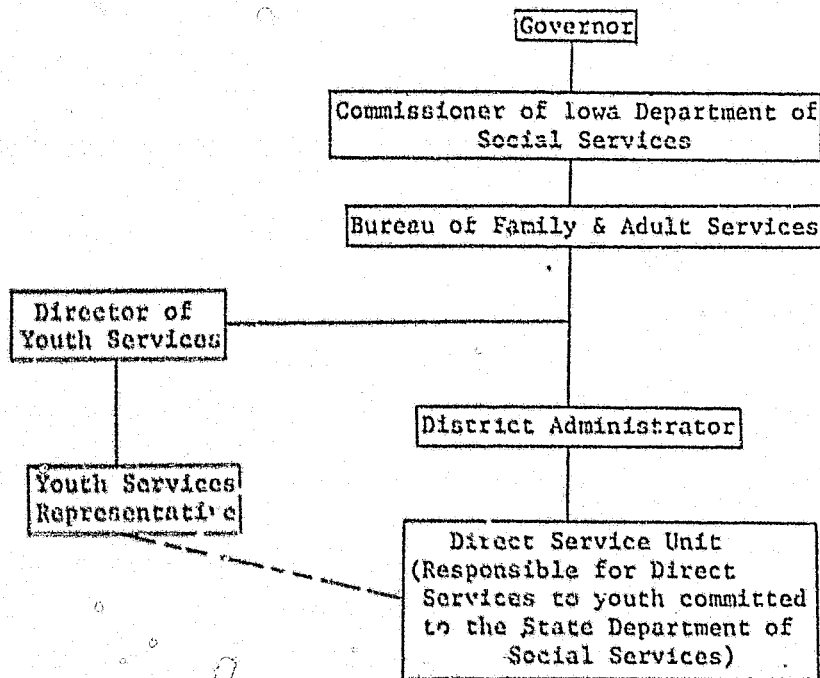 Governor
Commissioner of Iowa Department of
Social Services
Bureau of Family & Adult Services
Director of
Youth Services
District Administrator
Youth Services
Representative
Direct Service Unit
(Responsible for Direct
Services to youth committed
to the State Department of
Social Services)